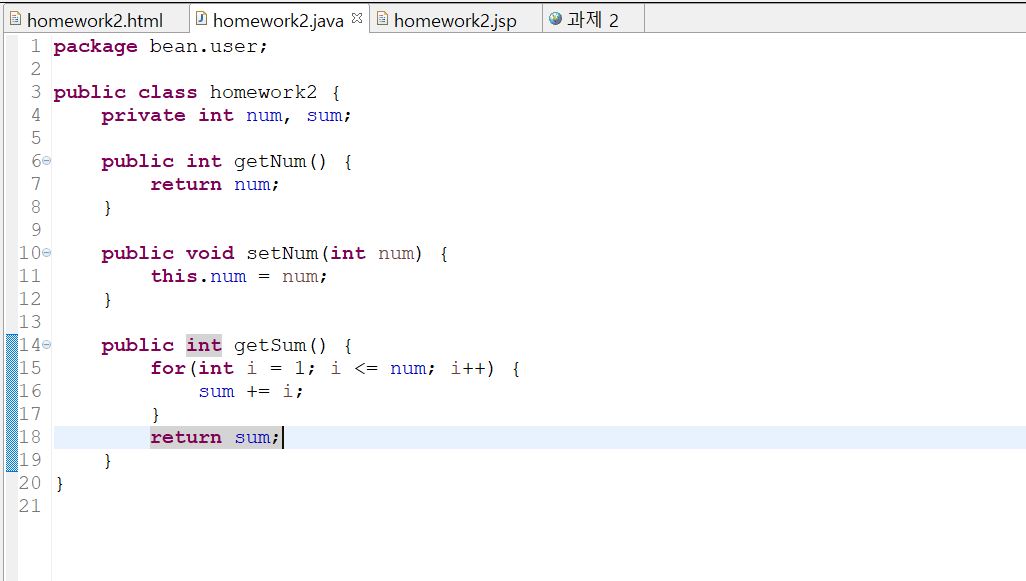 homework2.html homework2.java homework2.jsp 과제 2
1 package bean.user;
2
3 public class homework2 {
4     private int num, sum;
5
6     public int getNum() {
7         return num;
8     }
9
10     public void setNum(int num) {
11         this.num = num;
12     }
13
14     public int getSum() {
15         for(int i = 1; i <= num; i++) {
16             sum += i;
17         }
18         return sum;
19     }
20 }
21